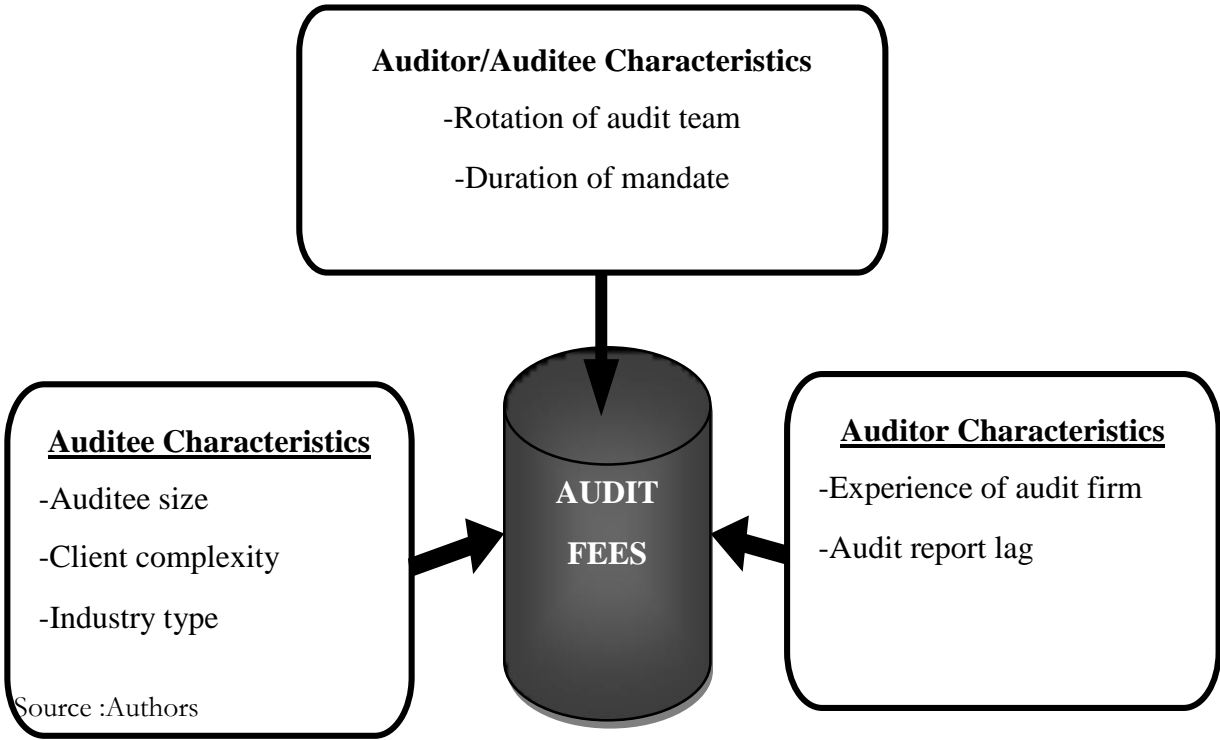 Auditor/Auditee Characteristics
-Rotation of audit team
-Duration of mandate
Auditee Characteristics
-Auditee size
-Client complexity
-Industry type
AUDIT
FEES
Auditor Characteristics
-Experience of audit firm
-Audit report lag
Source :Authors